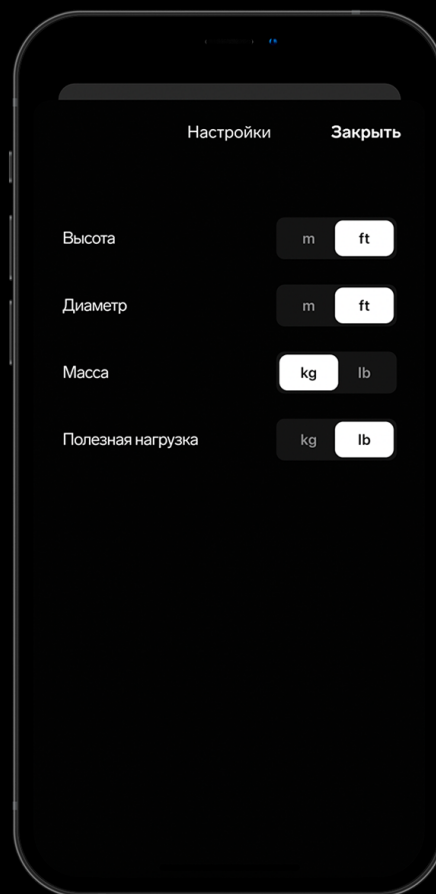 Настройки Закрыть
Высота m ft
Диаметр m ft
Масса kg lb
Полезная нагрузка kg lb